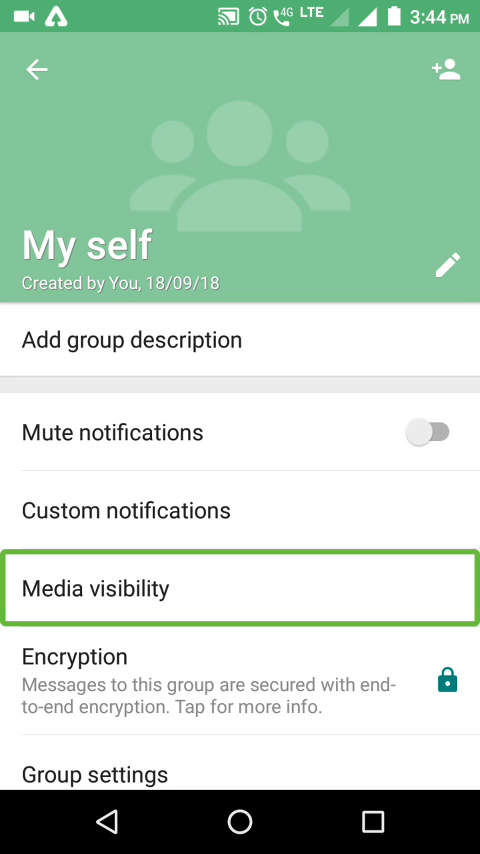 4G LTE 3:44 PM
My self
Created by You, 18/09/18
Add group description
Mute notifications
Custom notifications
Media visibility
Encryption
Messages to this group are secured with end-
to-end encryption. Tap for more info.
Group settings